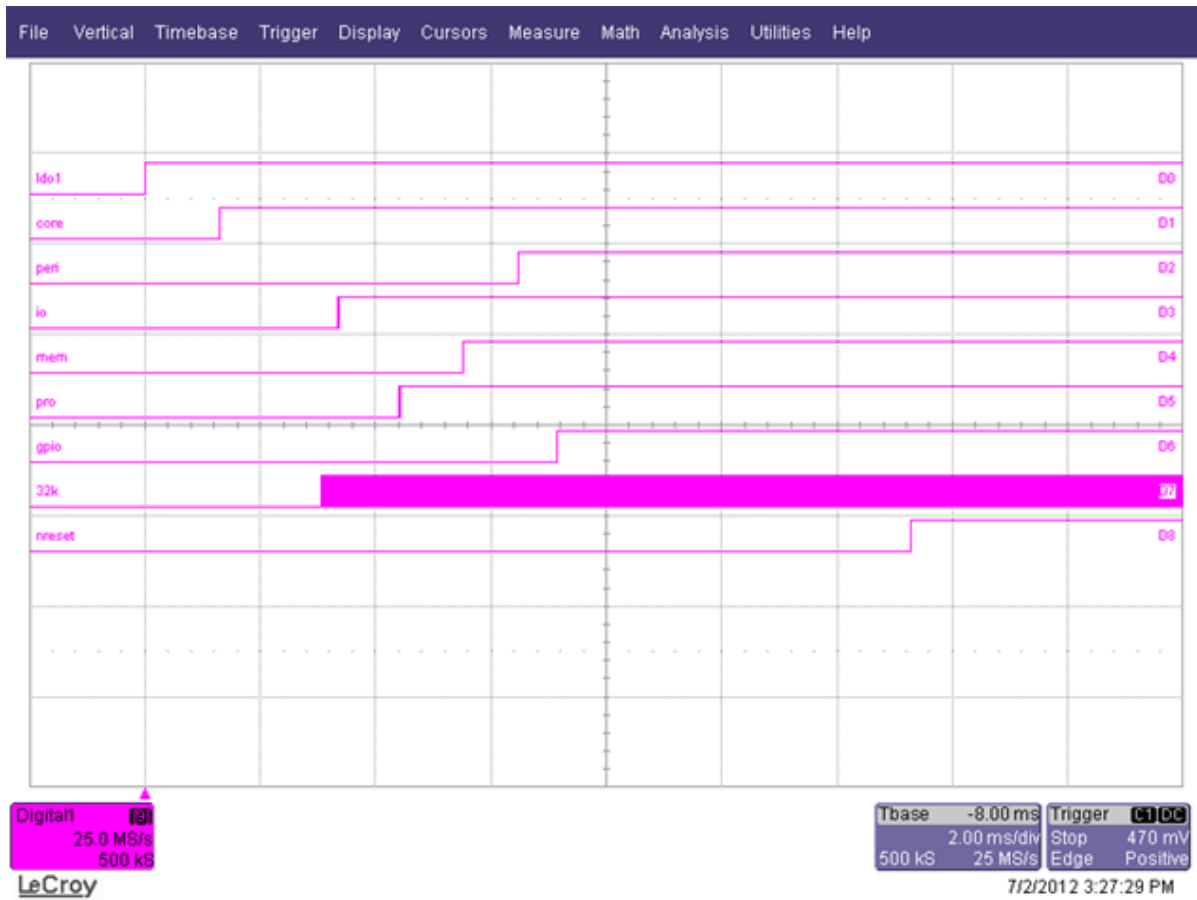 File Vertical Timebase Trigger Display Cursors Measure Math Analysis Utilities Help
ldo1 D0
core D1
peri D2
io D3
mem D4
pro D5
gpio D6
32k D7
nreset D8
Digital1 [9]
25.0 MS/s
500 kS
Tbase -8.00 ms
2.00 ms/div
500 kS 25 MS/s
Trigger C1 DC
Stop 470 mV
Edge Positive
LeCroy
7/2/2012 3:27:29 PM